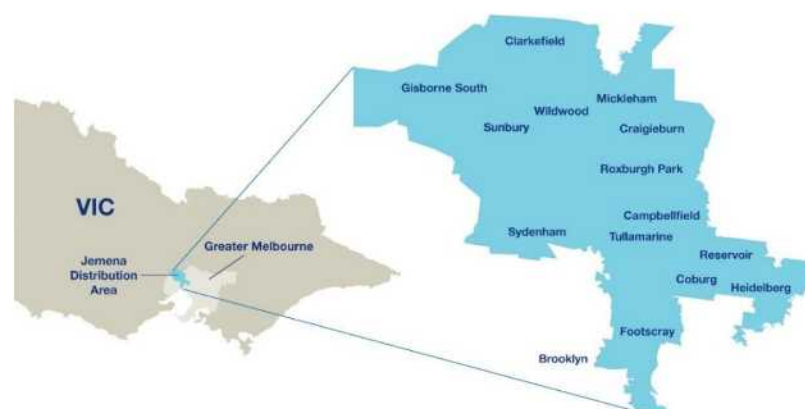 Clarkefield
Gisborne South
Mickleham
Wildwood
Sunbury
Craigieburn
Roxburgh Park
VIC
Campbellfield
Sydenham
Tullamarine
Greater Melbourne
Reservoir
Jemena
Distribution
Area
Coburg
Heidelberg
Footscray
Brooklyn